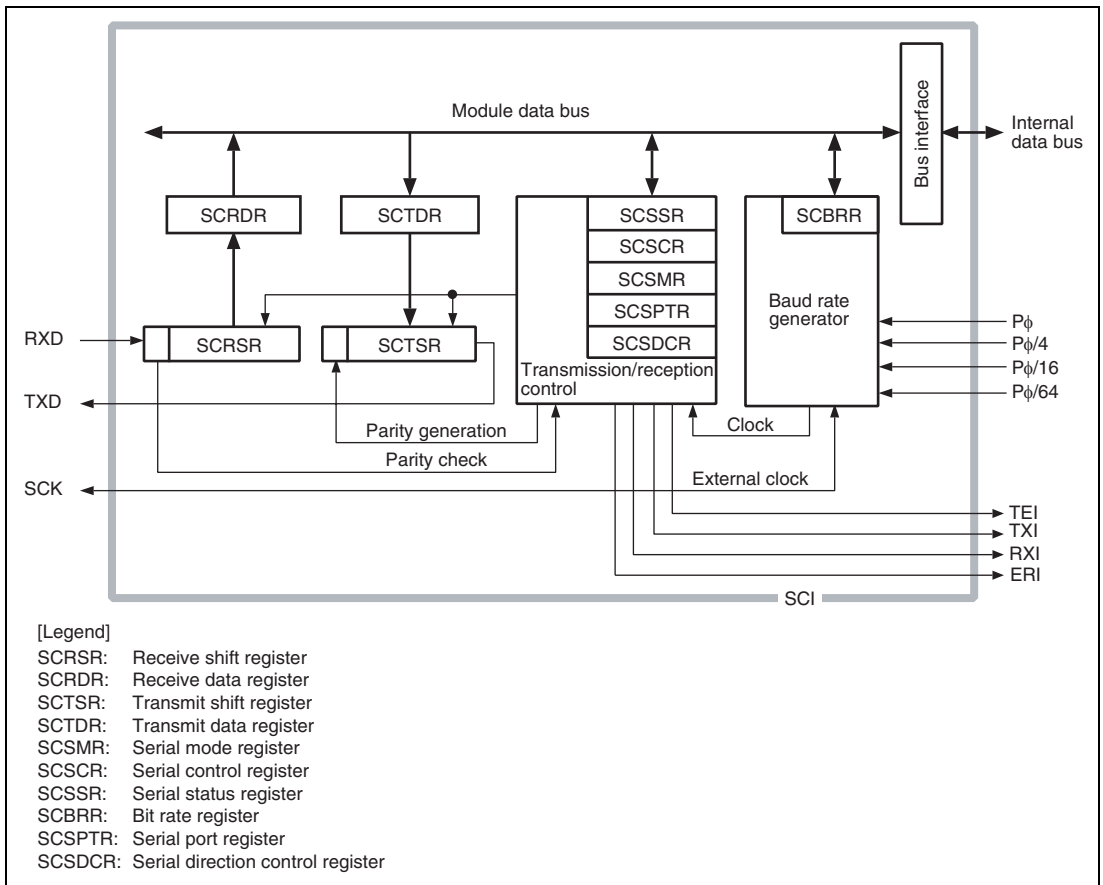 Module data bus
Bus interface
Internal
data bus
SCRDR
SCTDR
SCSSR
SCSCR
SCSMR
SCSPTR
SCSDCR
Transmission/reception
control
SCBRR
Baud rate
generator
RXD
SCRSR
SCTSR
Pφ
Pφ/4
Pφ/16
Pφ/64
TXD
Parity generation
Clock
Parity check
SCK
External clock
TEI
TXI
RXI
ERI
SCI
[Legend]
SCRSR: Receive shift register
SCRDR: Receive data register
SCTSR: Transmit shift register
SCTDR: Transmit data register
SCSMR: Serial mode register
SCSCR: Serial control register
SCSSR: Serial status register
SCBRR: Bit rate register
SCSPTR: Serial port register
SCSDCR: Serial direction control register